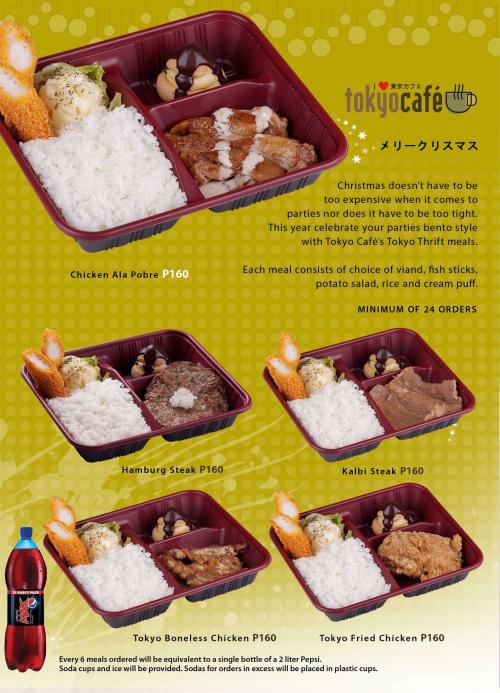 i ♥ 東京カフェ
tokyocafé
メリークリスマス
Christmas doesn't have to be
too expensive when it comes to
parties nor does it have to be too tight.
This year celebrate your parties bento style
with Tokyo Café's Tokyo Thrift meals.
Each meal consists of choice of viand, fish sticks,
potato salad, rice and cream puff.
MINIMUM OF 24 ORDERS
Chicken Ala Pobre P160
Hamburg Steak P160
Kalbi Steak P160
Tokyo Boneless Chicken P160
Tokyo Fried Chicken P160
Every 6 meals ordered will be equivalent to a single bottle of a 2 liter Pepsi.
Soda cups and ice will be provided. Sodas for orders in excess will be placed in plastic cups.